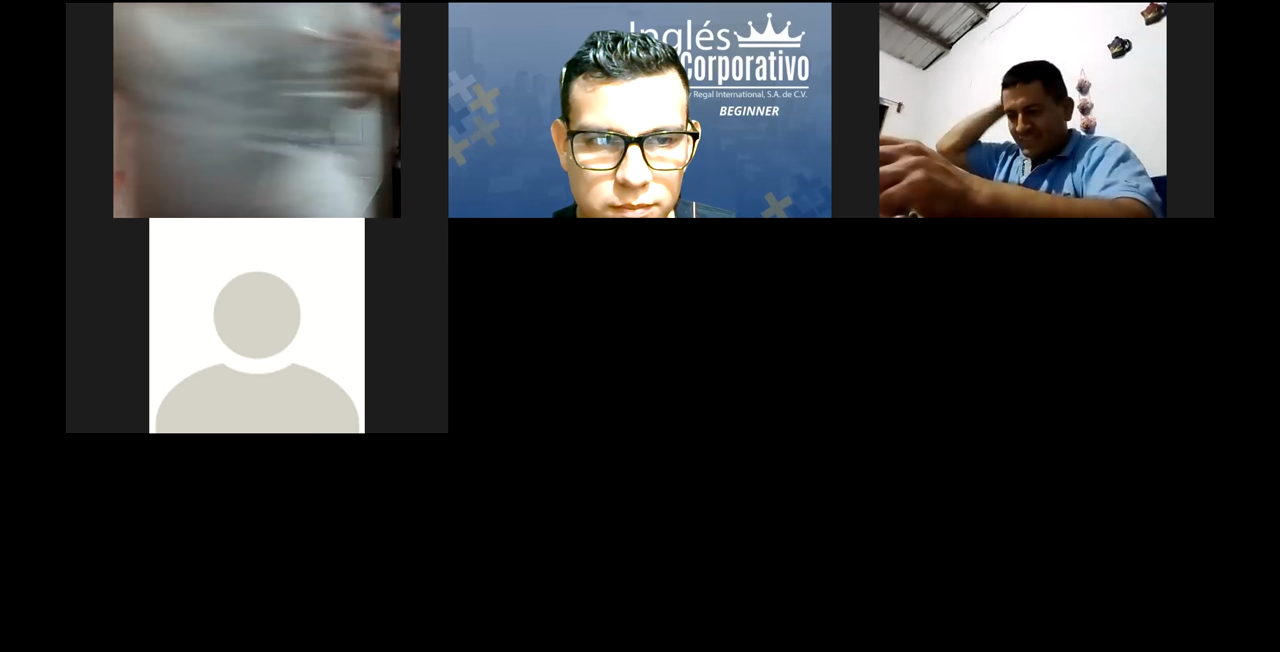 Inglés
Corporativo
y Regal International, S.A. de C.V.
BEGINNER